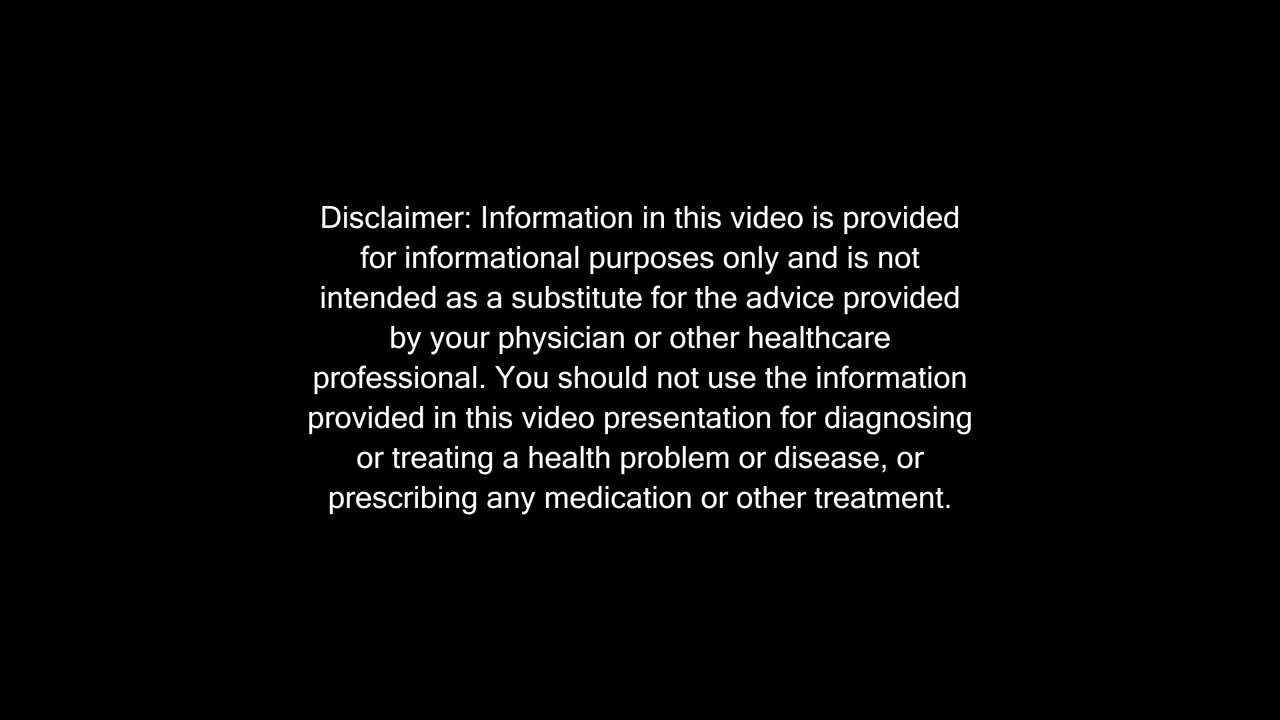 Disclaimer: Information in this video is provided
for informational purposes only and is not
intended as a substitute for the advice provided
by your physician or other healthcare
professional. You should not use the information
provided in this video presentation for diagnosing
or treating a health problem or disease, or
prescribing any medication or other treatment.